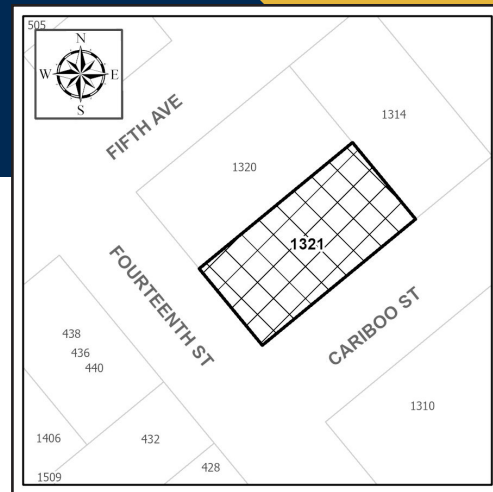 505
N
W E
S
FIFTH AVE
1314
1320
1321
FOURTEENTH ST
CARIBOO ST
438
436
440
1310
1406
432
428
1509